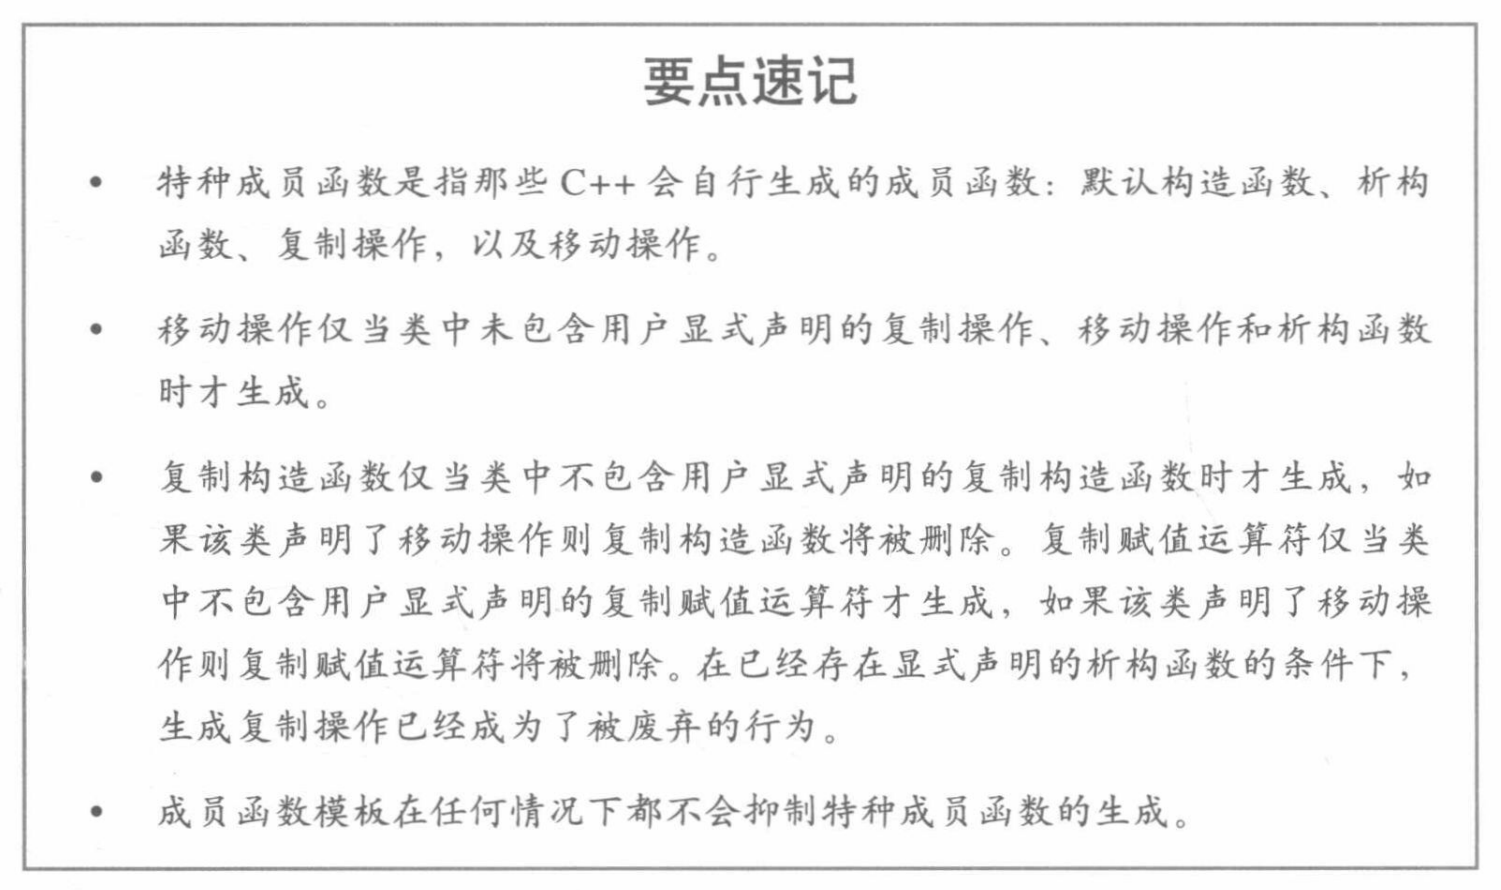 要点速记
• 特种成员函数是指那些 C++ 会自行生成的成员函数：默认构造函数、析构
函数、复制操作，以及移动操作。
• 移动操作仅当类中未包含用户显式声明的复制操作、移动操作和析构函数
时才生成。
• 复制构造函数仅当类中不包含用户显式声明的复制构造函数时才生成，如
果该类声明了移动操作则复制构造函数将被删除。复制赋值运算符仅当类
中不包含用户显式声明的复制赋值运算符才生成，如果该类声明了移动操
作则复制赋值运算符将被删除。在已经存在显式声明的析构函数的条件下，
生成复制操作已经成为了被废弃的行为。
• 成员函数模板在任何情况下都不会抑制特种成员函数的生成。